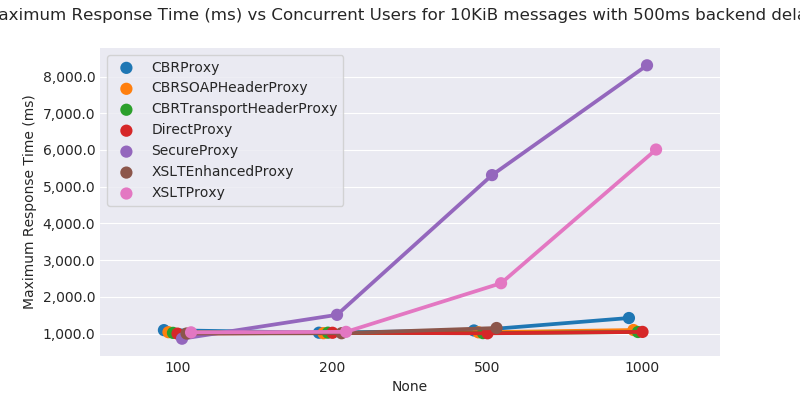 aximum Response Time (ms) vs Concurrent Users for 10KiB messages with 500ms backend dela
CBRProxy
CBRSOAPHeaderProxy
CBRTransportHeaderProxy
DirectProxy
SecureProxy
XSLTEnhancedProxy
XSLTProxy
Maximum Response Time (ms)
8,000.0
7,000.0
6,000.0
5,000.0
4,000.0
3,000.0
2,000.0
1,000.0
100 200 500 1000
None